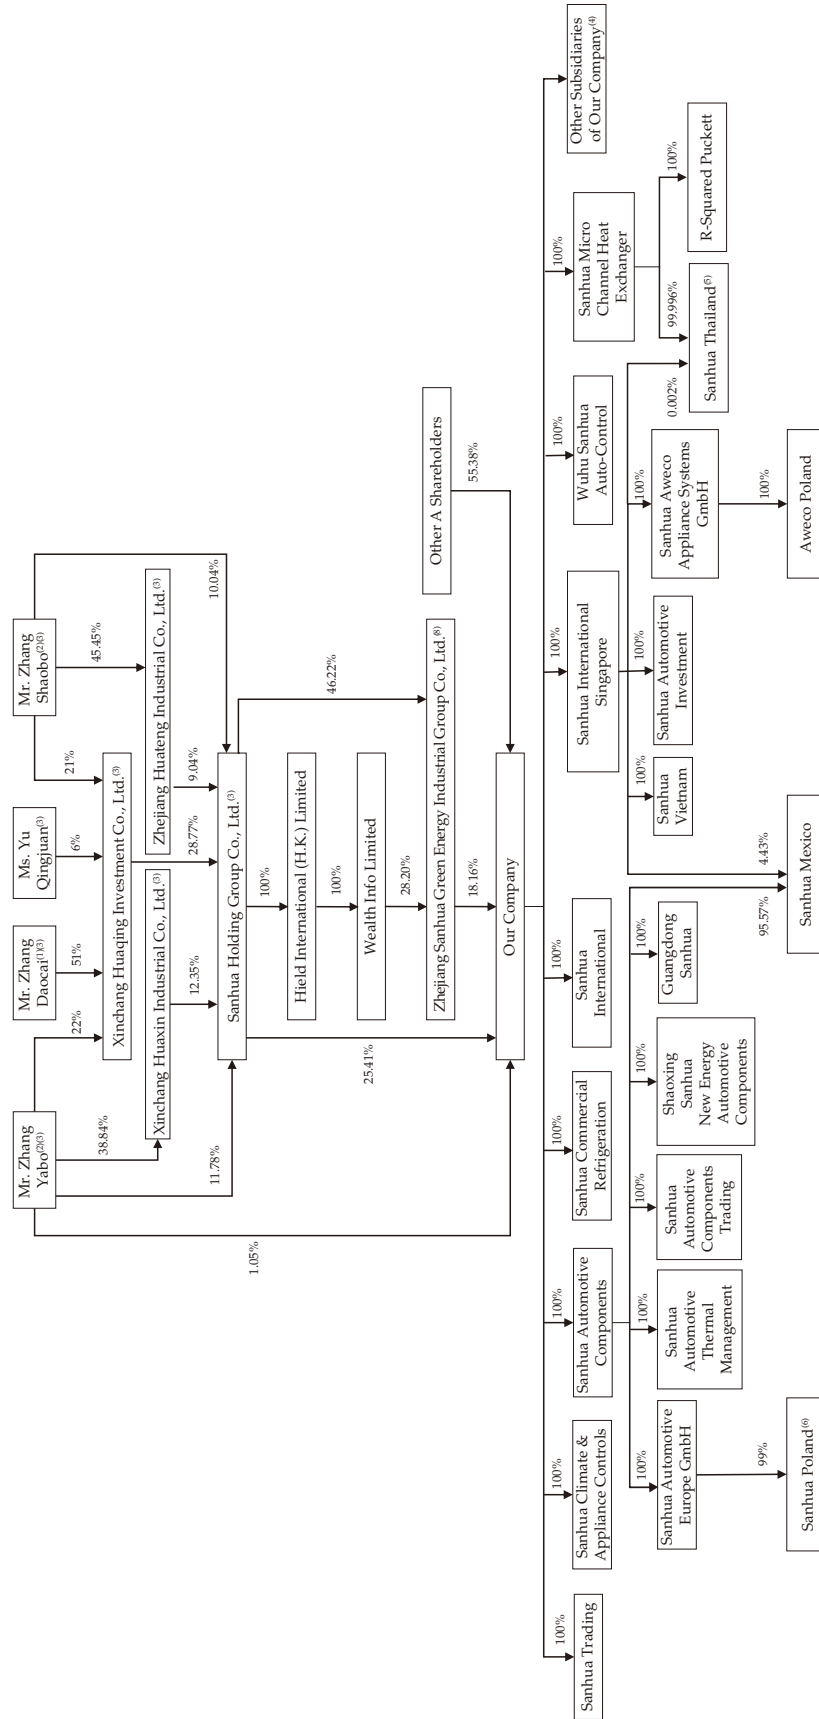 Mr. Zhang
Yabo(2)(3)
Mr. Zhang
Daocai(1)(3)
Ms. Yu
Qingjuan(3)
Mr. Zhang
Shaobo(2)(3)
22%
51%
6%
21%
38.84%
45.45%
Xinchang Huaqing Investment Co., Ltd.(3)
Xinchang Huaxin Industrial Co., Ltd.(3)
Zhejiang Huateng Industrial Co., Ltd.(3)
11.78%
12.35%
28.77%
9.04%
10.04%
Sanhua Holding Group Co., Ltd.(3)
1.05%
100%
Hield International (H.K.) Limited
46.22%
25.41%
100%
Wealth Info Limited
28.20%
Zhejiang Sanhua Green Energy Industrial Group Co., Ltd.(8)
Other A Shareholders
18.16%
55.38%
Our Company
100%
100%
100%
100%
100%
100%
100%
100%
Sanhua Trading
Sanhua Climate &
Appliance Controls
Sanhua Automotive
Components
Sanhua Commercial
Refrigeration
Sanhua
International
Sanhua International
Singapore
Wuhu Sanhua
Auto-Control
Sanhua Micro
Channel Heat
Exchanger
Other Subsidiaries
of Our Company(4)
100%
100%
100%
100%
100%
100%
100%
100%
0.002%
99.996%
100%
Sanhua Automotive
Europe GmbH
Sanhua
Automotive
Thermal
Management
Sanhua
Automotive
Components
Trading
Shaoxing
Sanhua
New Energy
Automotive
Components
Guangdong
Sanhua
Sanhua
Vietnam
Sanhua Automotive
Investment
Sanhua Aweco
Appliance Systems
GmbH
Sanhua Thailand(5)
R-Squared Puckett
99%
95.57%
4.43%
100%
Sanhua Poland(6)
Sanhua Mexico
Aweco Poland